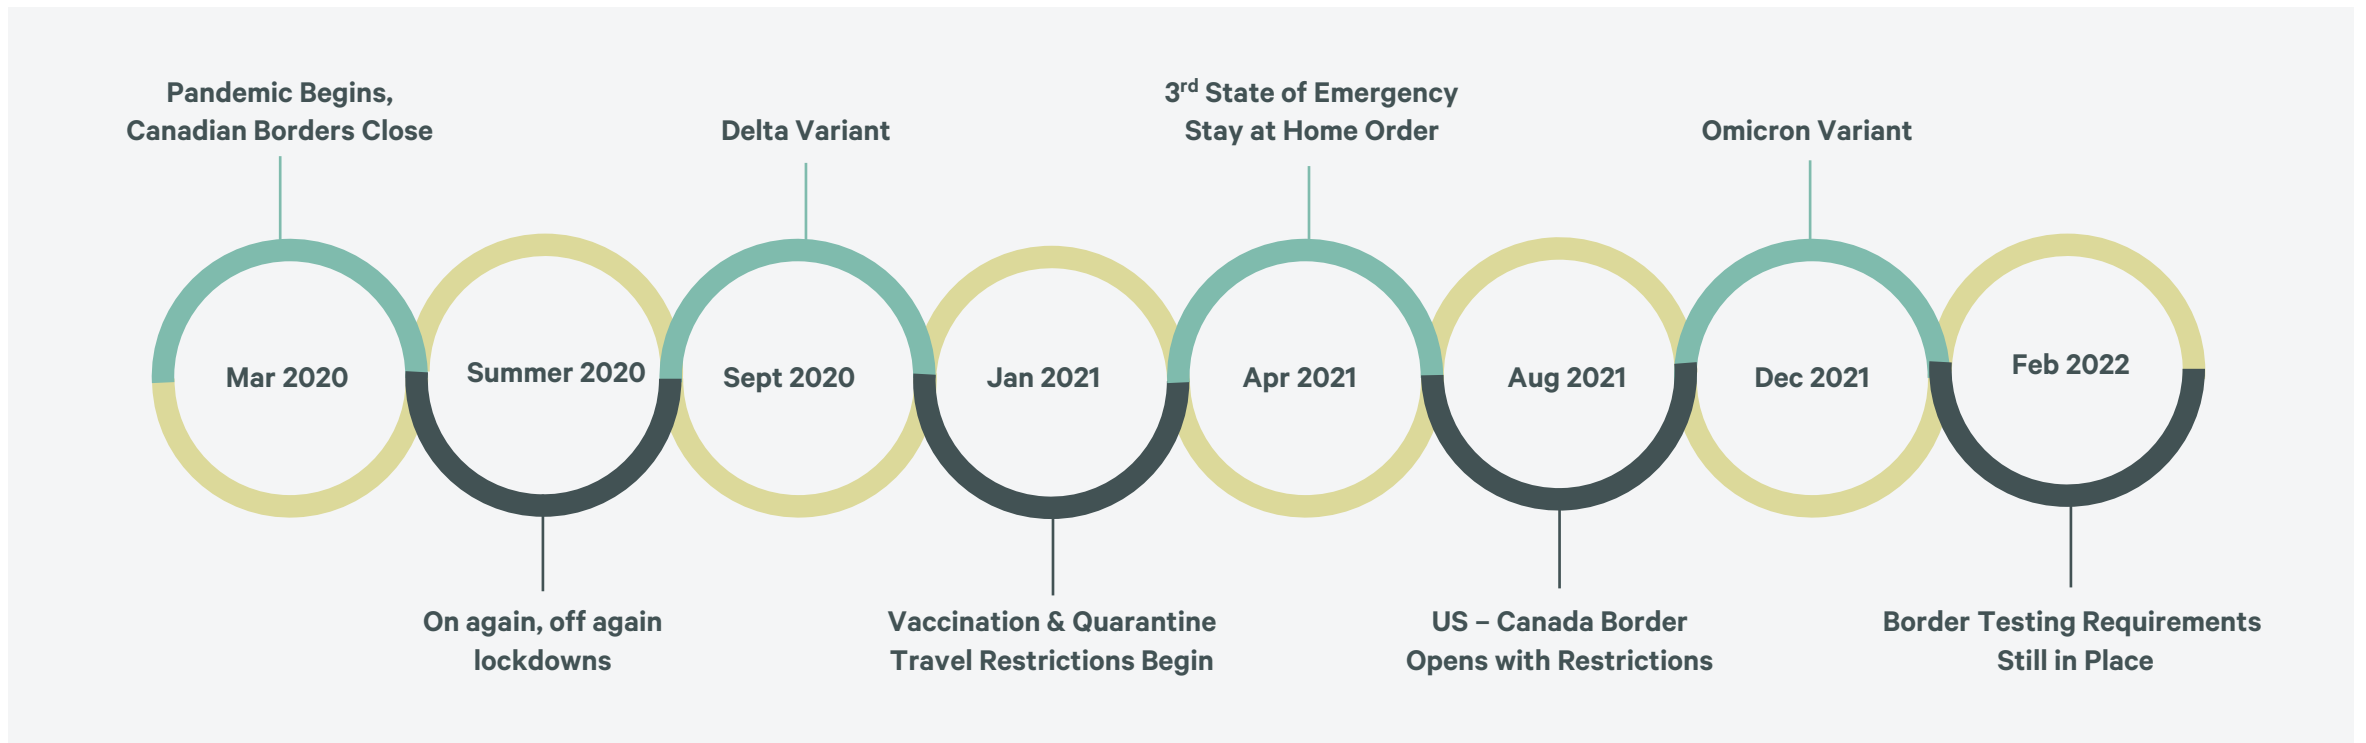 Pandemic Begins,
Canadian Borders Close
Delta Variant
3rd State of Emergency
Stay at Home Order
Omicron Variant
Mar 2020
Summer 2020
Sept 2020
Jan 2021
Apr 2021
Aug 2021
Dec 2021
Feb 2022
On again, off again
lockdowns
Vaccination & Quarantine
Travel Restrictions Begin
US – Canada Border
Opens with Restrictions
Border Testing Requirements
Still in Place